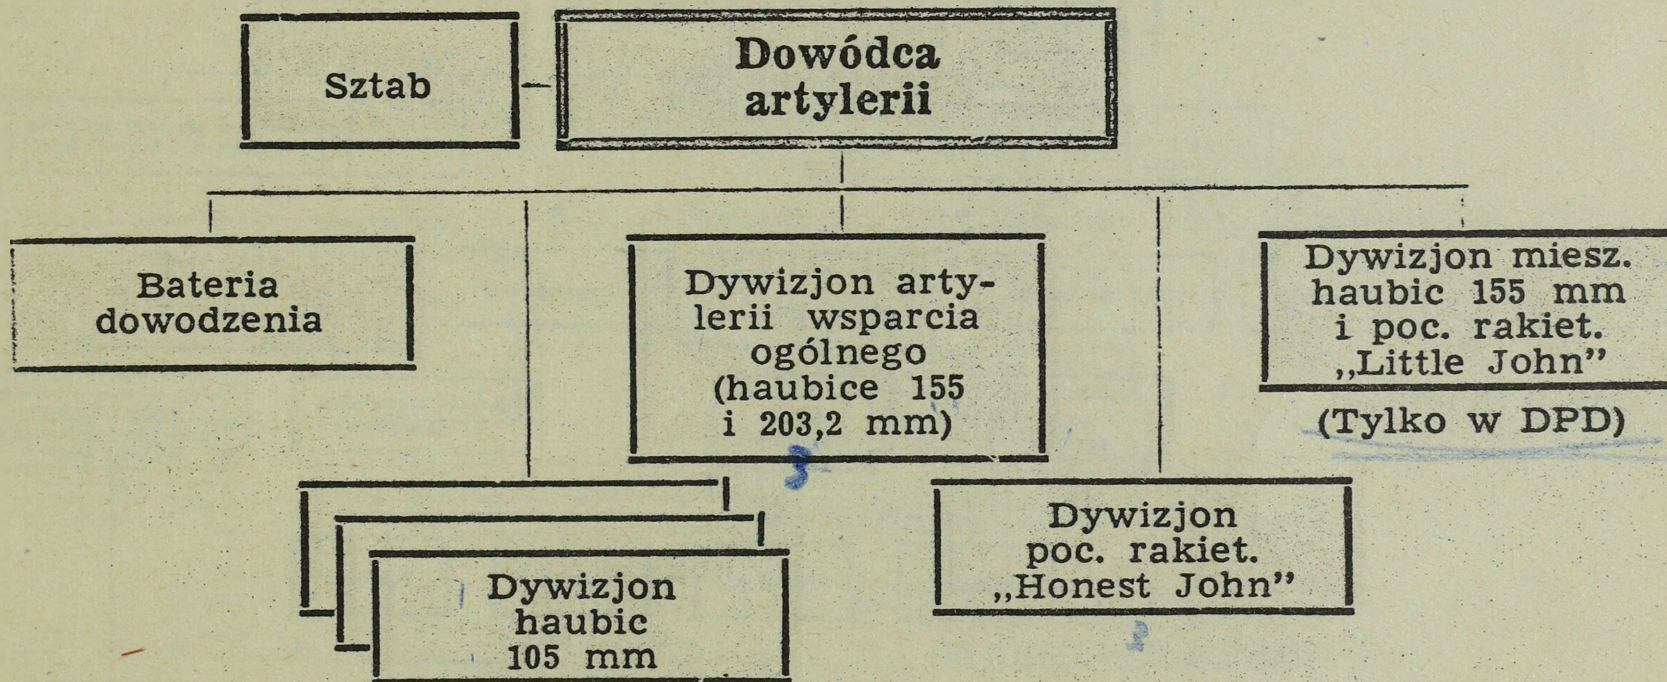 Sztab
Dowódca
artylerii
Bateria
dowodzenia
Dywizjon arty-
lerii wsparcia
ogólnego
(haubice 155
i 203,2 mm)
Dywizjon miesz.
haubic 155 mm
i poc. rakiet.
„Little John”
(Tylko w DPD)
Dywizjon
haubic
105 mm
Dywizjon
poc. rakiet.
„Honest John”